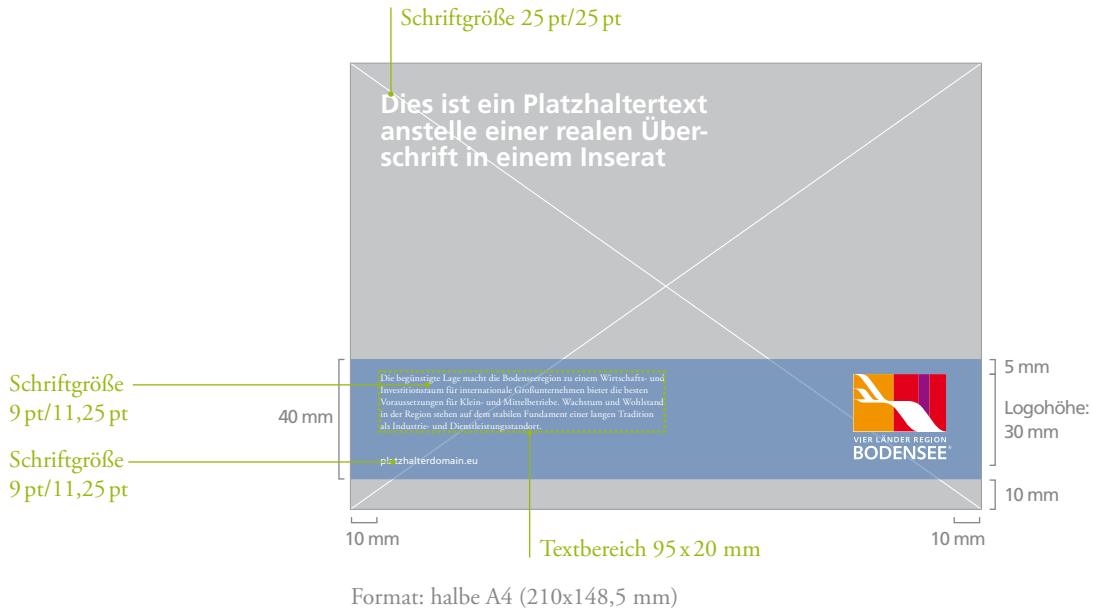 Schriftgröße 25 pt/25 pt
Dies ist ein Platzhaltertext
anstelle einer realen Über-
schrift in einem Inserat
Schriftgröße
9 pt/11,25 pt
40 mm
Schriftgröße
9 pt/11,25 pt
Die begünstigte Lage macht die Bodenseeregion zu einem Wirtschafts- und
Investitionsraum für internationale Großunternehmen bietet die besten
Voraussetzungen für Klein- und Mittelbetriebe. Wachstum und Wohlstand
in der Region stehen auf dem stabilen Fundament einer langen Tradition
als Industrie- und Dientleistungsstandort.
platzhalterdomain.eu
VIER LÄNDER REGION
BODENSEE®
5 mm
Logohöhe:
30 mm
10 mm
10 mm
10 mm
Textbereich 95 x 20 mm
Format: halbe A4 (210x148,5 mm)